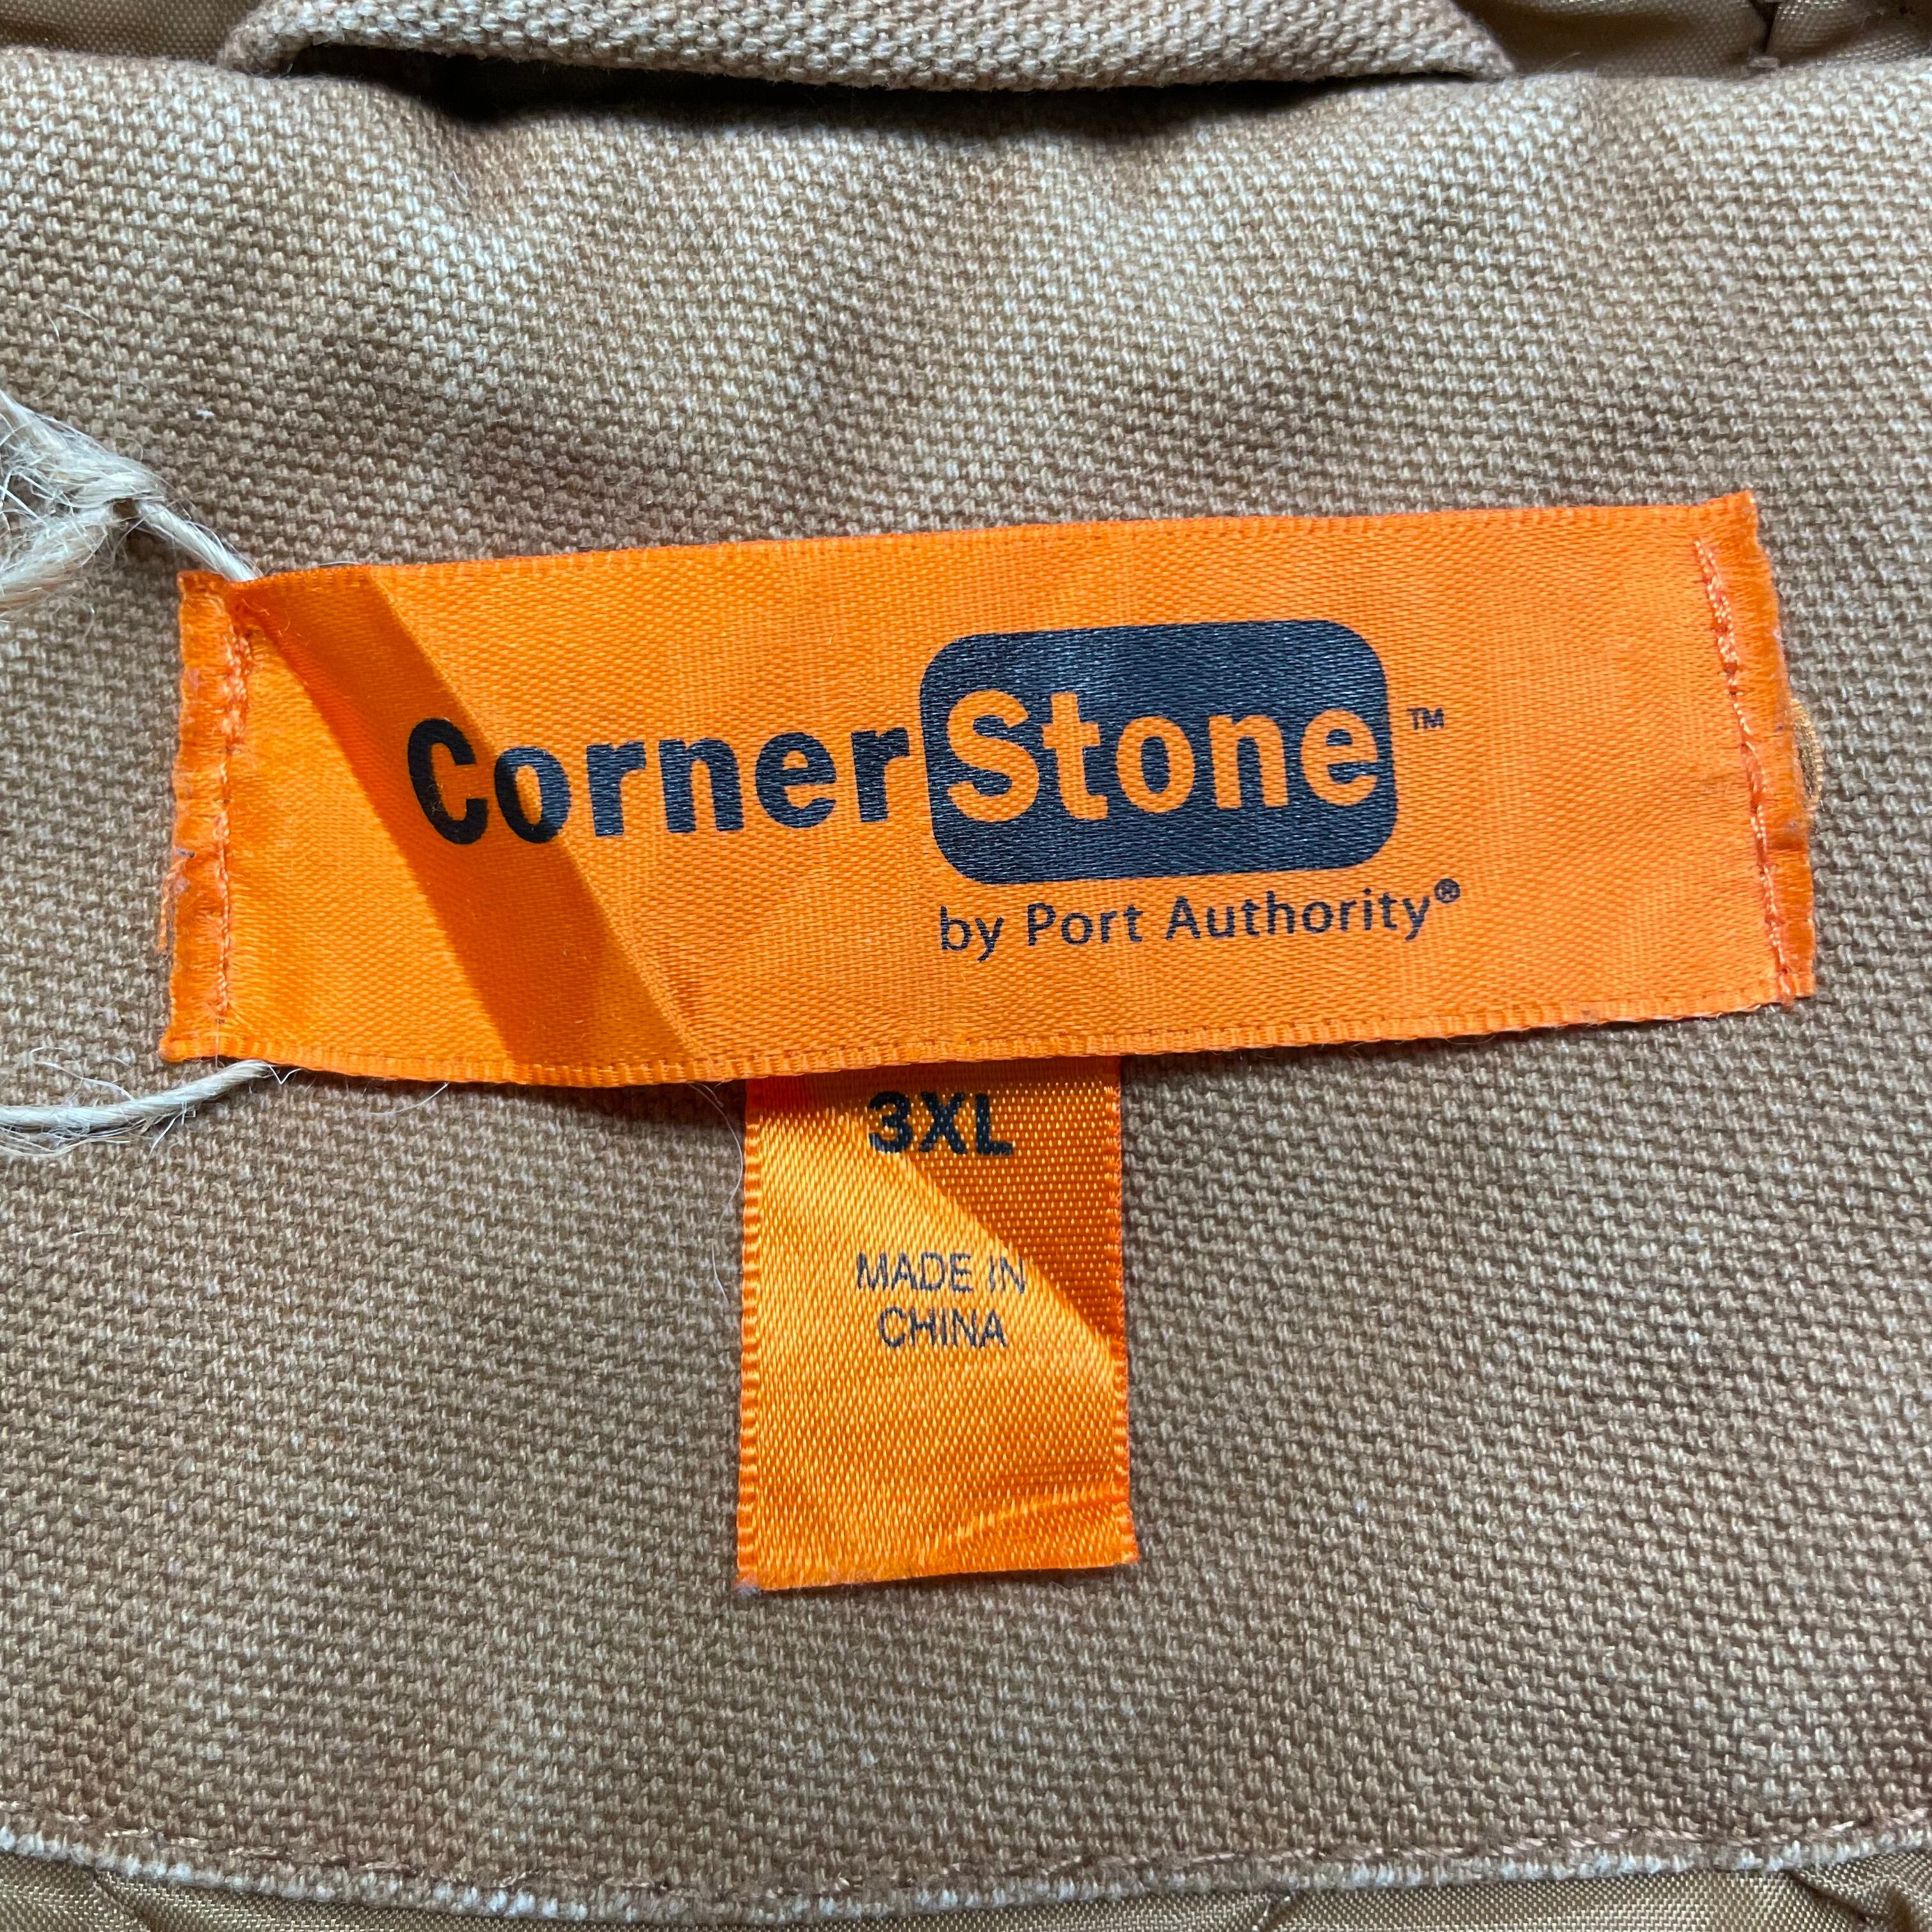 CornerStone™
by Port Authority®
3XL
MADE IN
CHINA